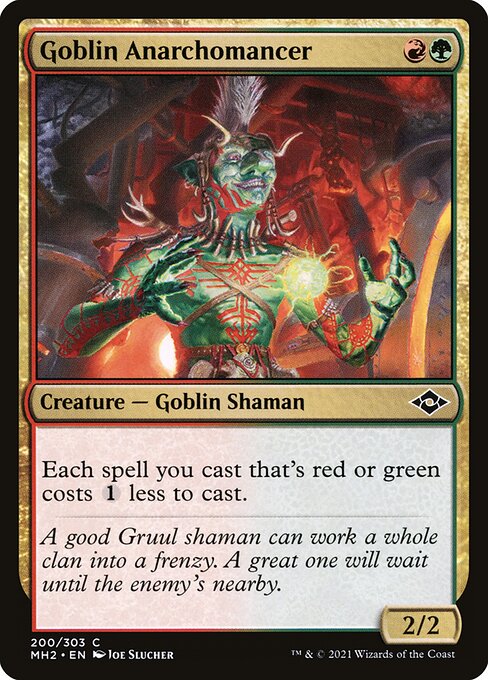 Goblin Anarchomancer
Creature — Goblin Shaman
Each spell you cast that's red or green
costs 1 less to cast.
A good Gruul shaman can work a whole
clan into a frenzy. A great one will wait
until the enemy's nearby.
2/2
200/303 C
MH2 • EN Joe Slucher
™ & © 2021 Wizards of the Coast